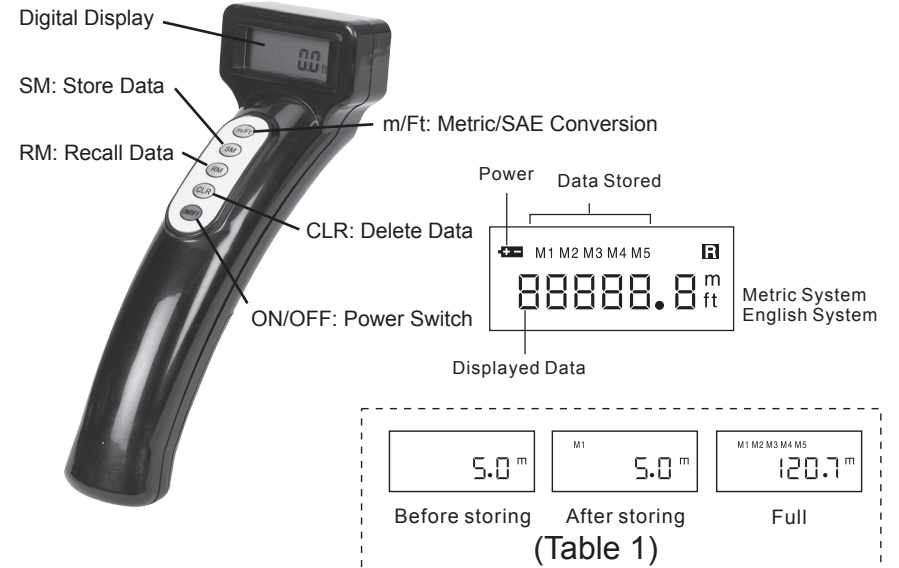 Digital Display
0.0 ft
SM: Store Data
m/Ft
m/Ft: Metric/SAE Conversion
SM
RM: Recall Data
RM
CLR
CLR: Delete Data
ON/OFF
ON/OFF: Power Switch
Power
Data Stored
M1 M2 M3 M4 M5
R
88888.8 m
ft
Metric System
English System
Displayed Data
5.0 m
M1
5.0 m
M1 M2 M3 M4 M5
120.7 m
Before storing
After storing
Full
(Table 1)